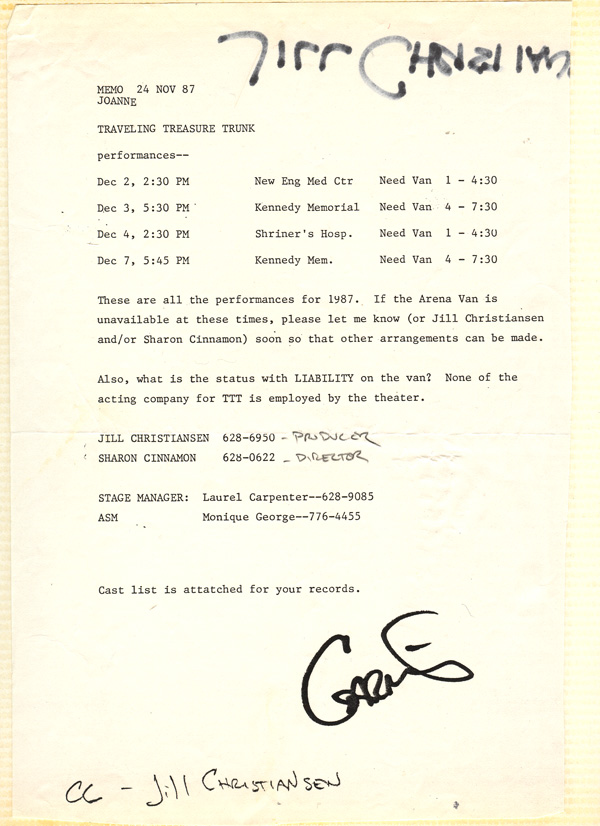 JILL CHRISTIAN
MEMO 24 NOV 87
JOANNE
TRAVELING TREASURE TRUNK
performances--
Dec 2, 2:30 PM New Eng Med Ctr Need Van 1 - 4:30
Dec 3, 5:30 PM Kennedy Memorial Need Van 4 - 7:30
Dec 4, 2:30 PM Shriner's Hosp. Need Van 1 - 4:30
Dec 7, 5:45 PM Kennedy Mem. Need Van 4 - 7:30
These are all the performances for 1987. If the Arena Van is
unavailable at these times, please let me know (or Jill Christiansen
and/or Sharon Cinnamon) soon so that other arrangements can be made.
Also, what is the status with LIABILITY on the van? None of the
acting company for TTT is employed by the theater.
JILL CHRISTIANSEN 628-6950 - PRODUCER
SHARON CINNAMON 628-0622 - DIRECTOR
STAGE MANAGER: Laurel Carpenter--628-9085
ASM Monique George--776-4455
Cast list is attatched for your records.
CC - Jill CHRISTIANSEN